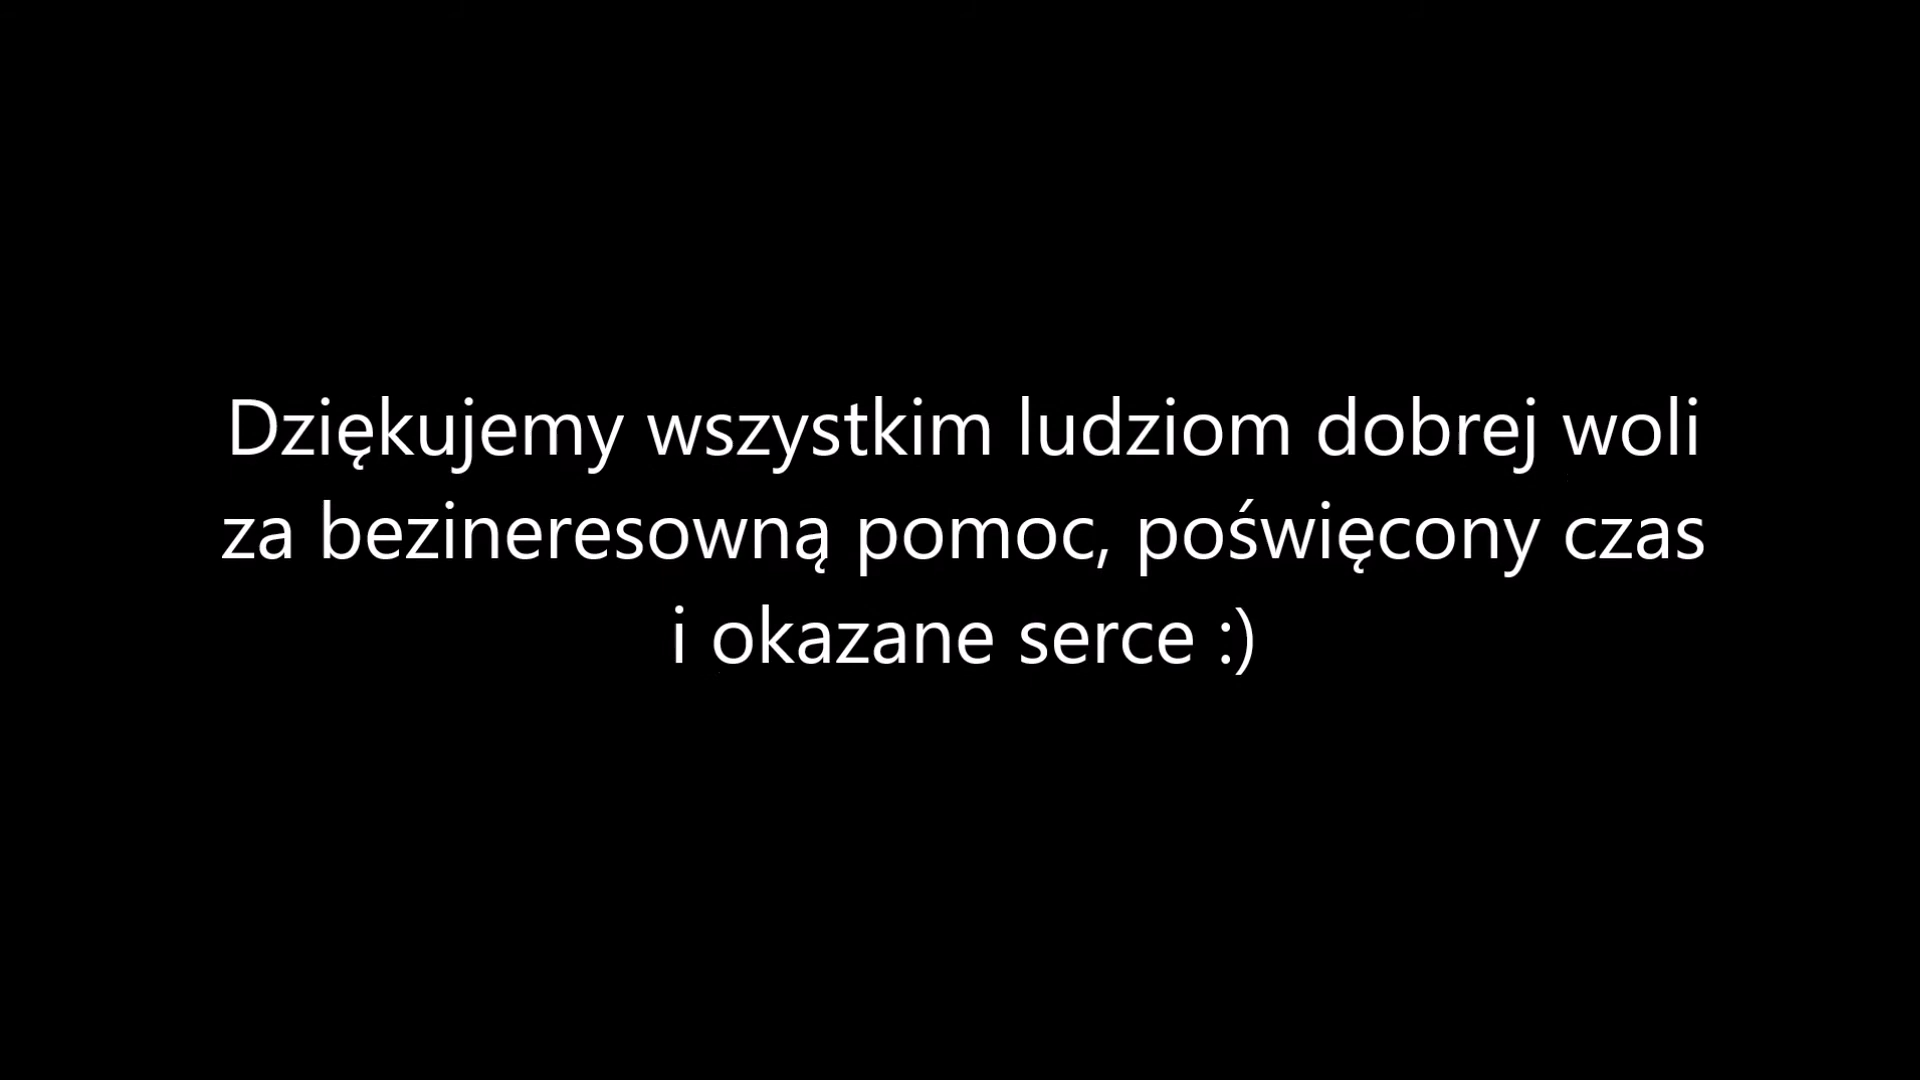 Dziękujemy wszystkim ludziom dobrej woli
za bezineresowną pomoc, poświęcony czas
i okazane serce :)